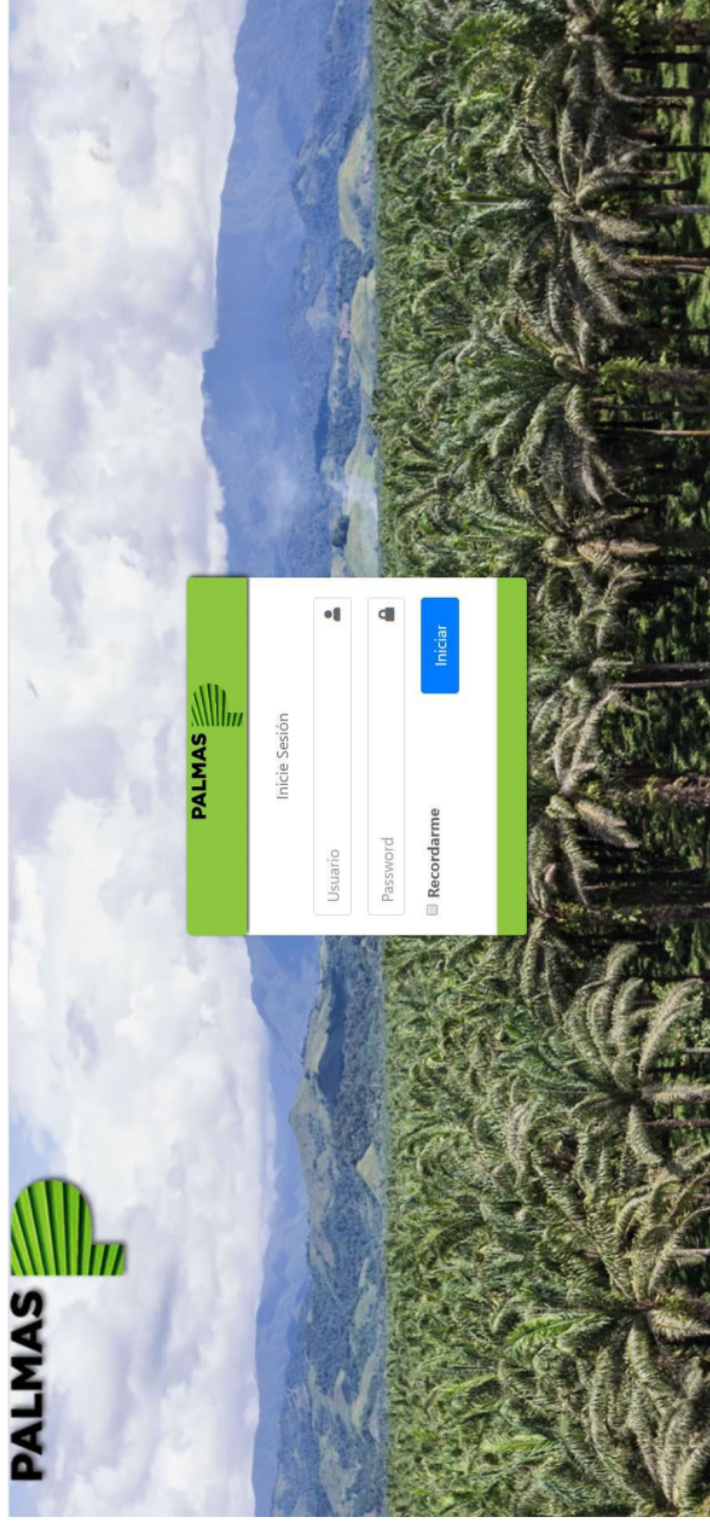 PALMAS
PALMAS
Inicie Sesión
Usuario
Password
Recordarme
Iniciar